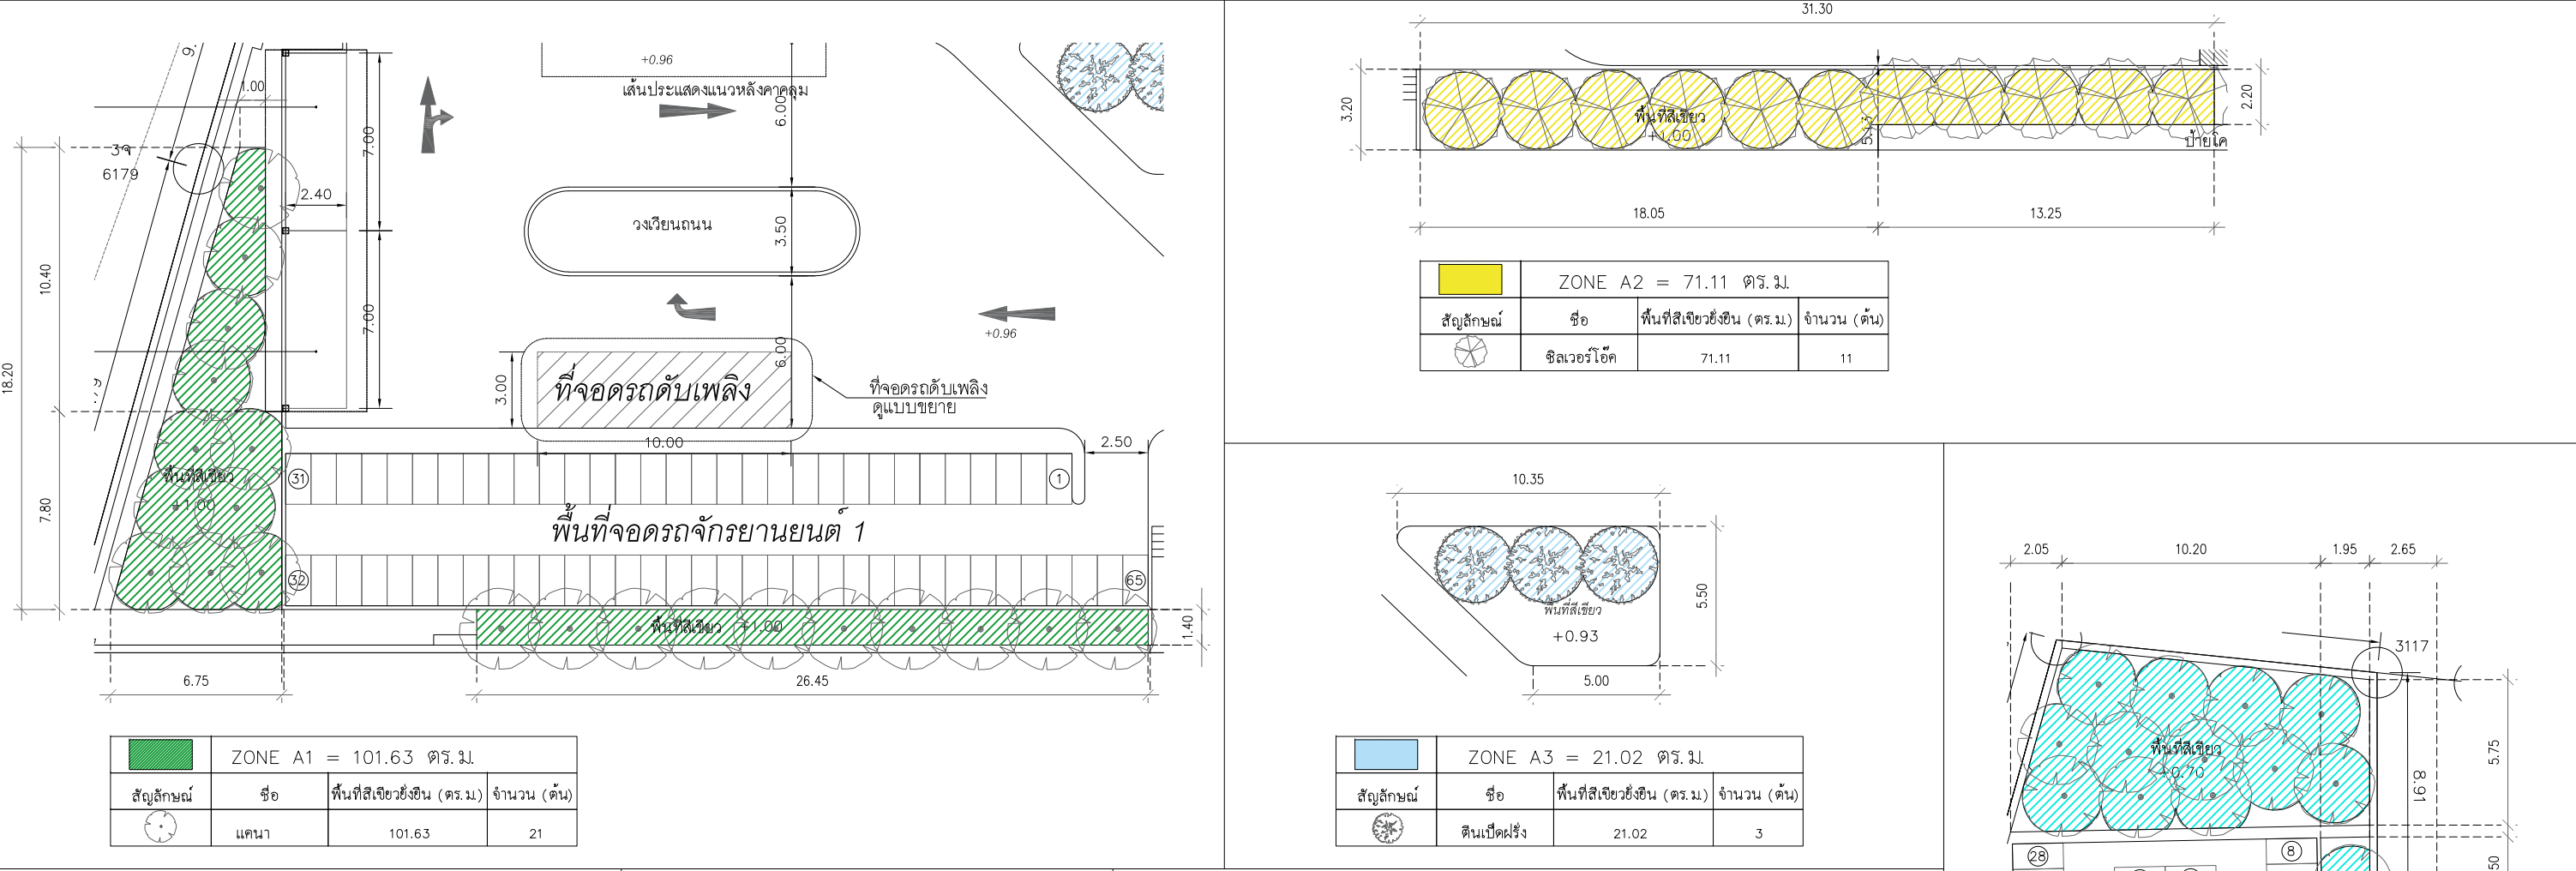 +0.96
เส้นประแสดงแนวหลังคาคลุม
6.00
1.00
7.00
3จ
6179
2.40
วงเวียนถนน
3.50
10.40
18.20
7.00
6.00
+0.96
3.00
ที่จอดรถดับเพลิง
ที่จอดรถดับเพลิง
ดูแบบขยาย
10.00
2.50
31
1
พื้นที่สีเขียว
+1.00
7.80
พื้นที่จอดรถจักรยานยนต์ 1
32
65
พื้นที่สีเขียว +1.00
1.40
6.75
26.45
ZONE A1 = 101.63 ตร.ม.
สัญลักษณ์ ชื่อ พื้นที่สีเขียวยั่งยืน (ตร.ม.) จำนวน (ต้น)
แคนา 101.63 21
31.30
3.20
พื้นที่สีเขียว
+1.00
2.20
ป้ายโค
18.05
13.25
ZONE A2 = 71.11 ตร.ม.
สัญลักษณ์ ชื่อ พื้นที่สีเขียวยั่งยืน (ตร.ม.) จำนวน (ต้น)
ซิลเวอร์โอ๊ค 71.11 11
10.35
พื้นที่สีเขียว
+0.93
5.50
5.00
ZONE A3 = 21.02 ตร.ม.
สัญลักษณ์ ชื่อ พื้นที่สีเขียวยั่งยืน (ตร.ม.) จำนวน (ต้น)
ตีนเป็ดฝรั่ง 21.02 3
2.05 10.20 1.95 2.65
3117
พื้นที่สีเขียว
+0.70
5.75
8.91
28
8
50